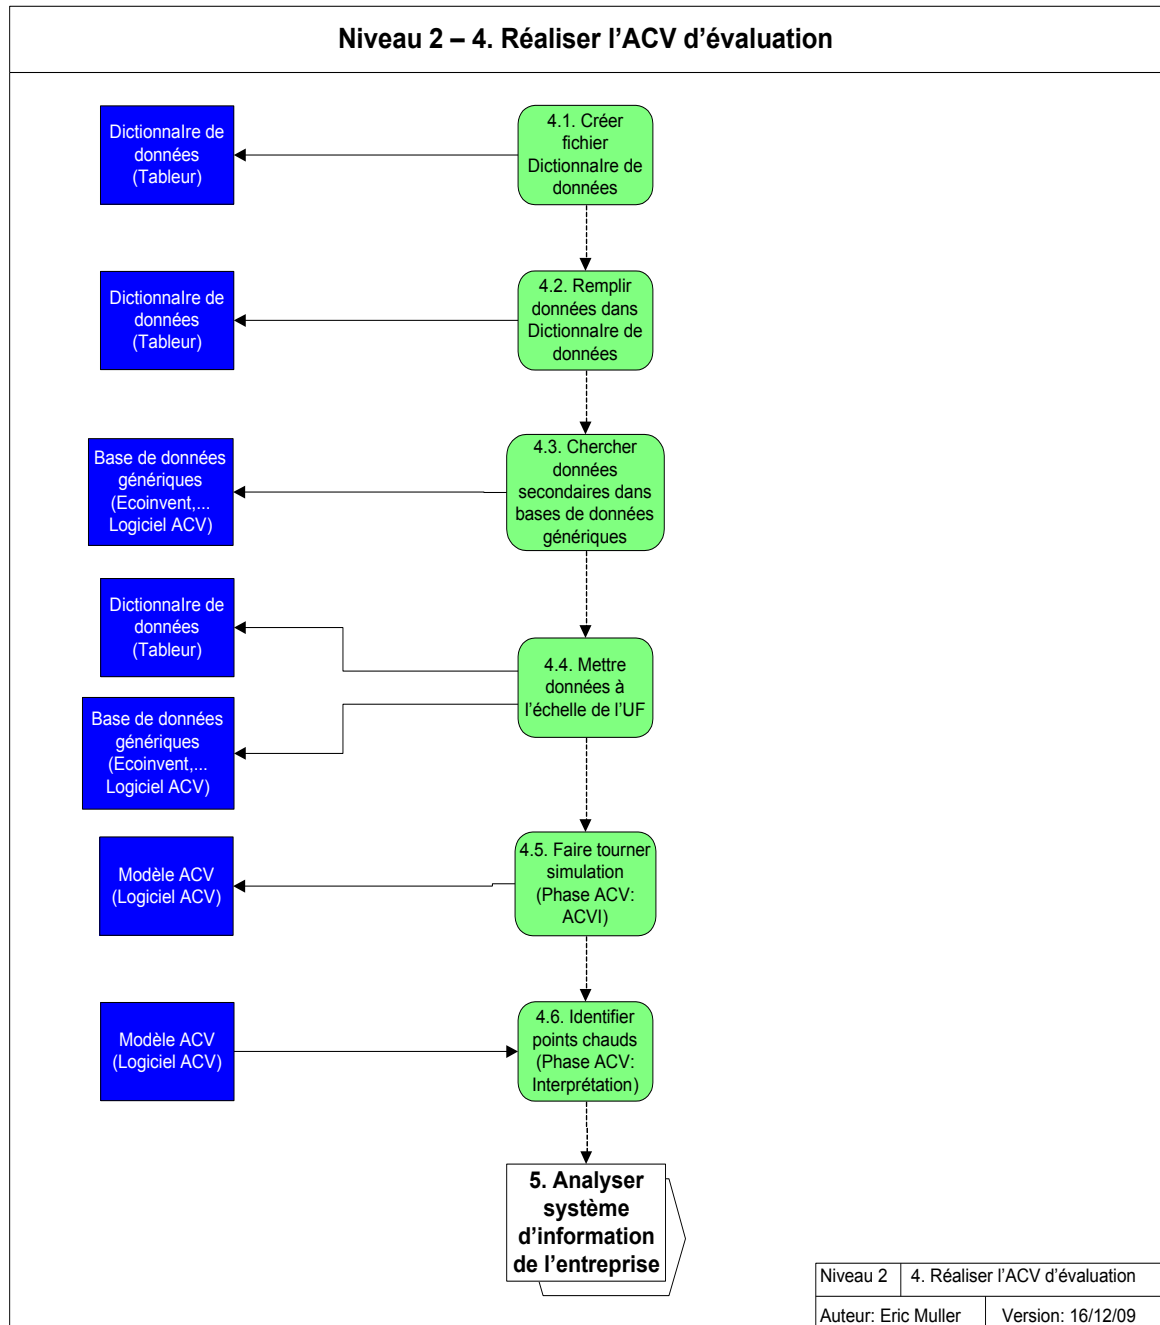 Niveau 2 – 4. Réaliser l’ACV d’évaluation
DictionnaIre de
données
(Tableur)
4.1. Créer
fichier
DictionnaIre de
données
DictionnaIre de
données
(Tableur)
4.2. Remplir
données dans
DictionnaIre de
données
Base de données
génériques
(Ecoinvent,...
Logiciel ACV)
4.3. Chercher
données
secondaires dans
bases de données
génériques
DictionnaIre de
données
(Tableur)
4.4. Mettre
données à
l’échelle de l’UF
Base de données
génériques
(Ecoinvent,...
Logiciel ACV)
Modèle ACV
(Logiciel ACV)
4.5. Faire tourner
simulation
(Phase ACV:
ACVI)
Modèle ACV
(Logiciel ACV)
4.6. Identifier
points chauds
(Phase ACV:
Interprétation)
5. Analyser
système
d’information
de l’entreprise
Niveau 2 4. Réaliser l’ACV d’évaluation
Auteur: Eric Muller Version: 16/12/09